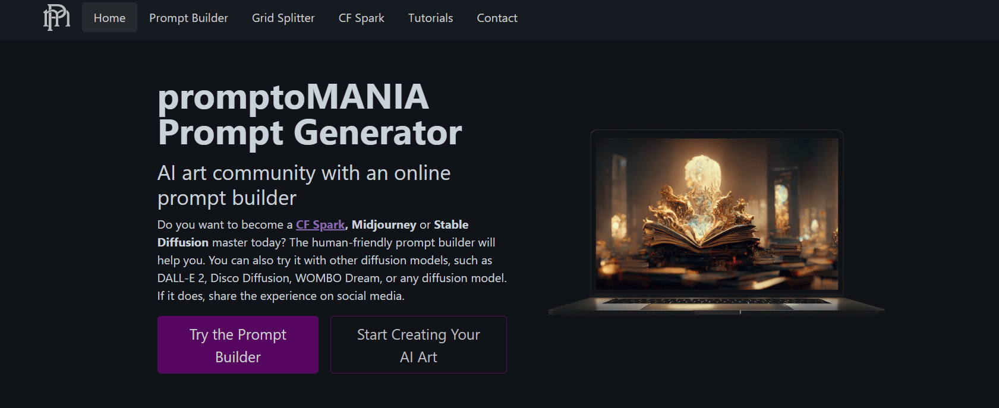 Home Prompt Builder Grid Splitter CF Spark Tutorials Contact
promptoMANIA
Prompt Generator
AI art community with an online
prompt builder
Do you want to become a CF Spark, Midjourney or Stable
Diffusion master today? The human-friendly prompt builder will
help you. You can also try it with other diffusion models, such as
DALL-E 2, Disco Diffusion, WOMBO Dream, or any diffusion model.
If it does, share the experience on social media.
Try the Prompt
Builder
Start Creating Your
AI Art